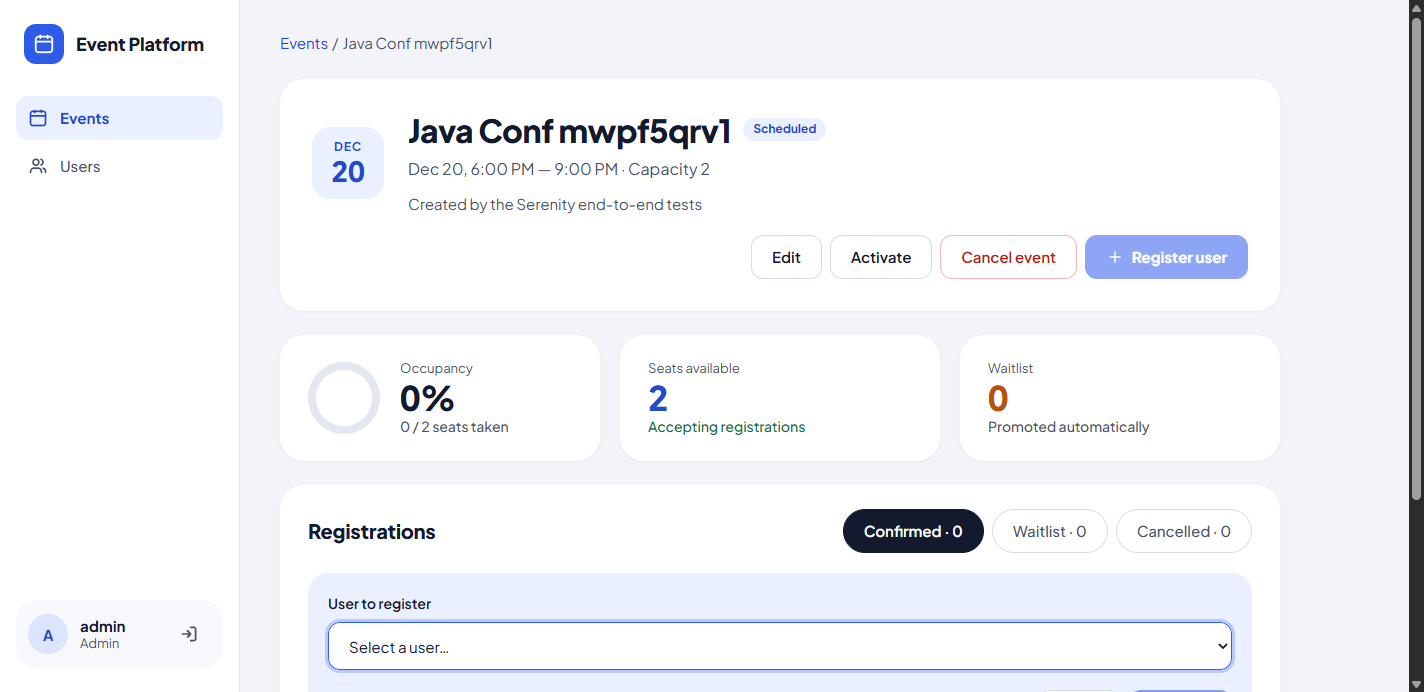 Event Platform
Events
Users
admin
Admin
A
Events / Java Conf mwpf5qrv1
DEC
20
Java Conf mwpf5qrv1
Scheduled
Dec 20, 6:00 PM — 9:00 PM · Capacity 2
Created by the Serenity end-to-end tests
Edit
Activate
Cancel event
+ Register user
Occupancy
0%
0 / 2 seats taken
Seats available
2
Accepting registrations
Waitlist
0
Promoted automatically
Registrations
Confirmed · 0
Waitlist · 0
Cancelled · 0
User to register
Select a user...